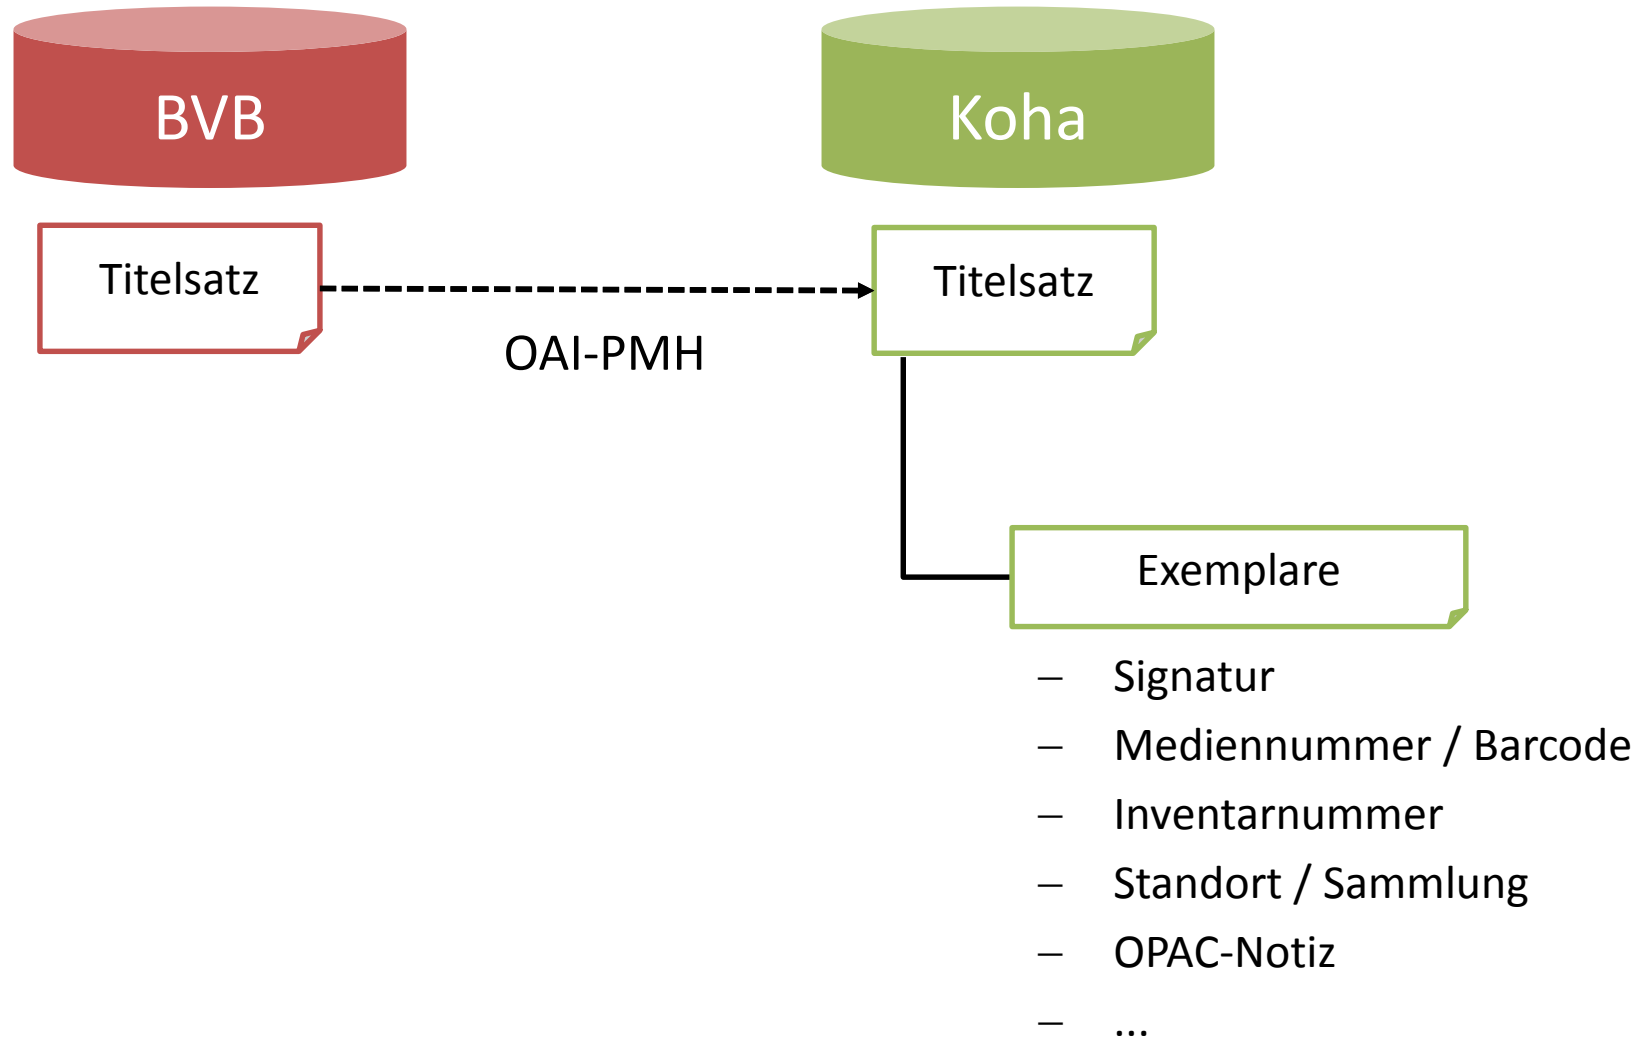 BVB
Koha
Titelsatz
Titelsatz
OAI-PMH
Exemplare
– Signatur
– Mediennummer / Barcode
– Inventarnummer
– Standort / Sammlung
– OPAC-Notiz
– ...